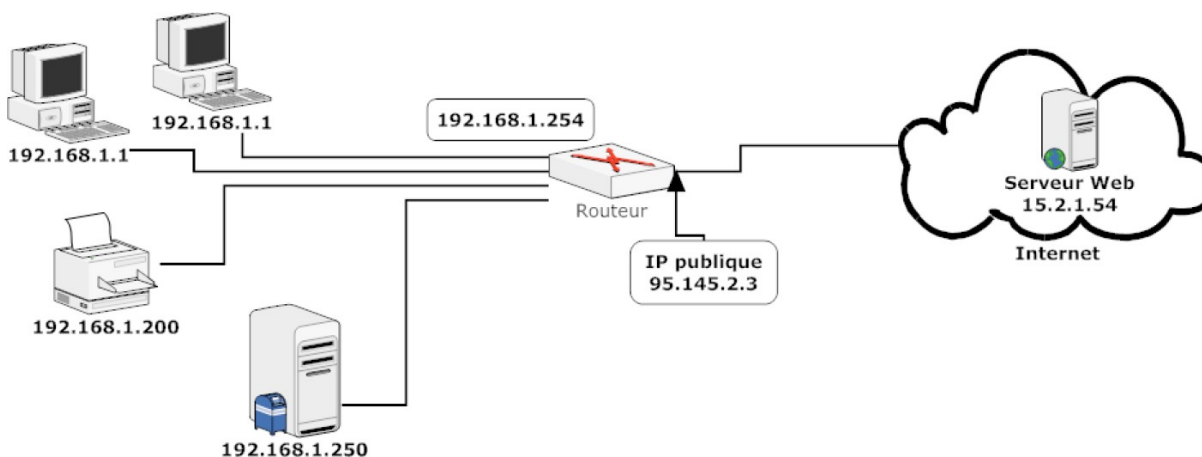 192.168.1.1
192.168.1.1
192.168.1.254
Routeur
IP publique
95.145.2.3
Serveur Web
15.2.1.54
Internet
192.168.1.200
192.168.1.250